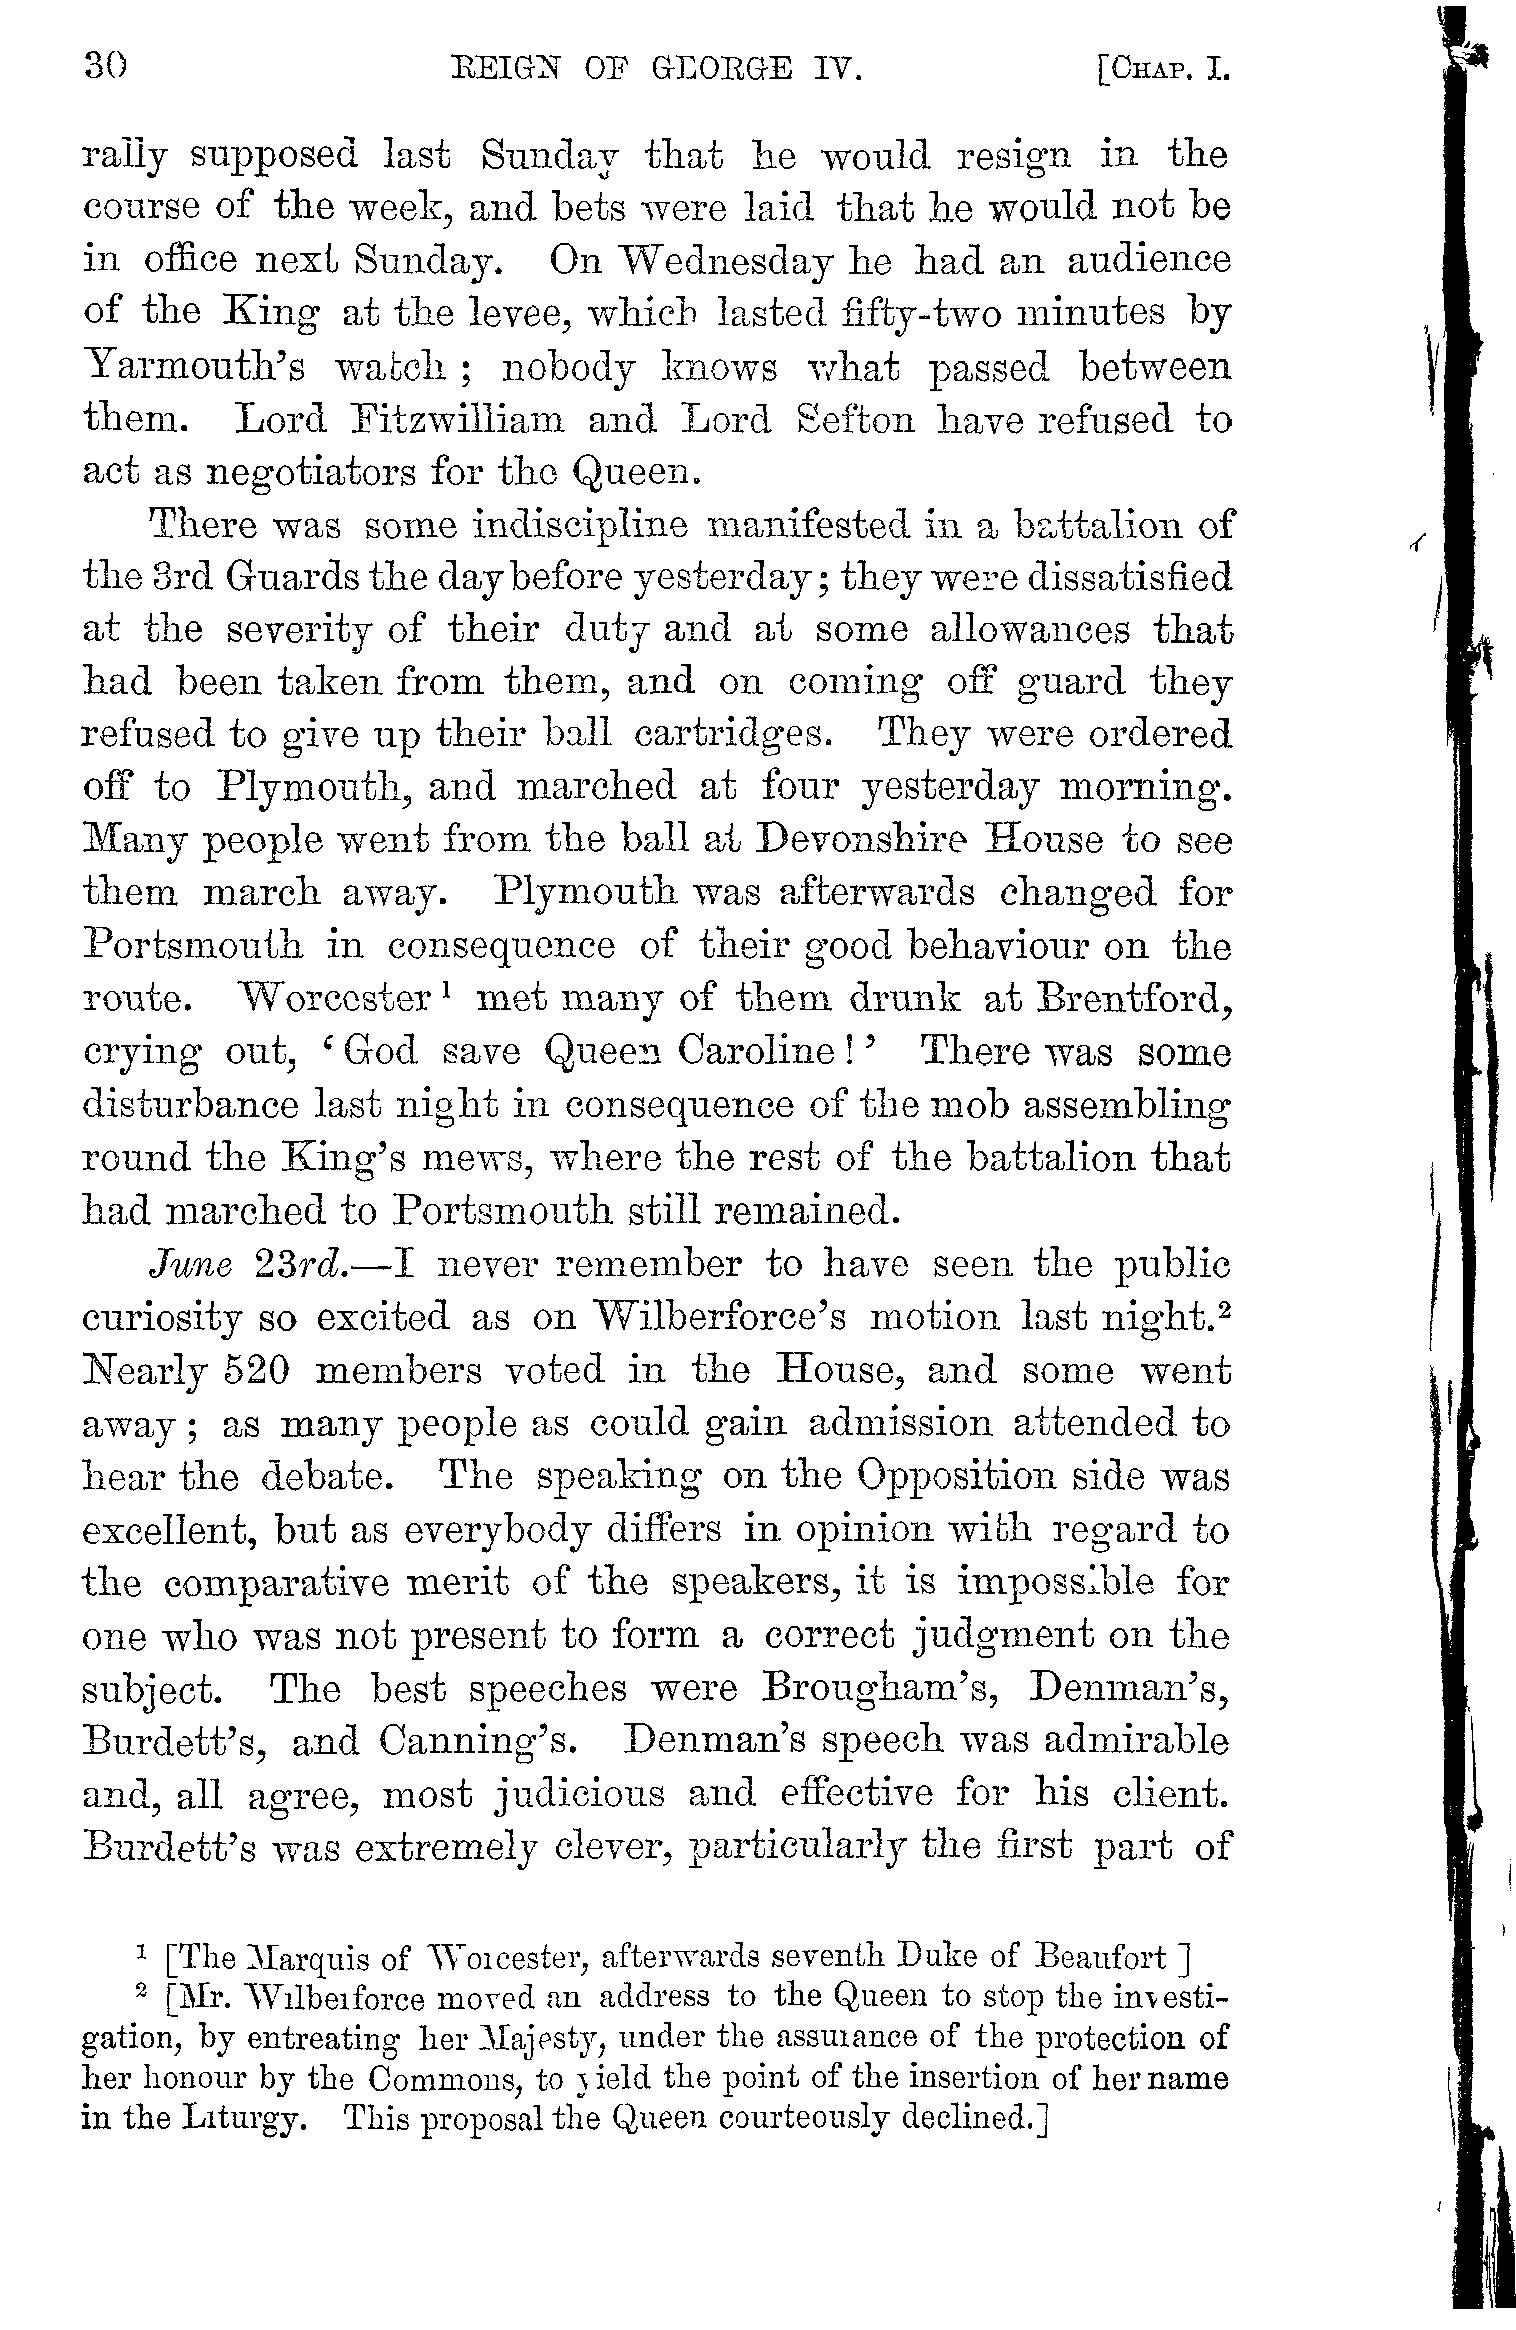 30 REIGN OF GEORGE IV. [CHAP. I.
rally supposed last Sunday that he would resign in the
course of the week, and bets were laid that he would not be
in office next Sunday. On Wednesday he had an audience
of the King at the levee, which lasted fifty-two minutes by
Yarmouth's watch; nobody knows what passed between
them. Lord Fitzwilliam and Lord Sefton have refused to
act as negotiators for the Queen.
There was some indiscipline manifested in a battalion of
the 3rd Guards the day before yesterday; they were dissatisfied
at the severity of their duty and at some allowances that
had been taken from them, and on coming off guard they
refused to give up their ball cartridges. They were ordered
off to Plymouth, and marched at four yesterday morning.
Many people went from the ball at Devonshire House to see
them march away. Plymouth was afterwards changed for
Portsmouth in consequence of their good behaviour on the
route. Worcester¹ met many of them drunk at Brentford,
crying out, ‘God save Queen Caroline!’ There was some
disturbance last night in consequence of the mob assembling
round the King's mews, where the rest of the battalion that
had marched to Portsmouth still remained.
June 23rd.—I never remember to have seen the public
curiosity so excited as on Wilberforce's motion last night.²
Nearly 520 members voted in the House, and some went
away; as many people as could gain admission attended to
hear the debate. The speaking on the Opposition side was
excellent, but as everybody differs in opinion with regard to
the comparative merit of the speakers, it is impossible for
one who was not present to form a correct judgment on the
subject. The best speeches were Brougham's, Denman's,
Burdett's, and Canning's. Denman's speech was admirable
and, all agree, most judicious and effective for his client.
Burdett's was extremely clever, particularly the first part of
¹ [The Marquis of Worcester, afterwards seventh Duke of Beaufort]
² [Mr. Wilberforce moved an address to the Queen to stop the investi-
gation, by entreating her Majesty, under the assurance of the protection of
her honour by the Commons, to yield the point of the insertion of her name
in the Liturgy. This proposal the Queen courteously declined.]